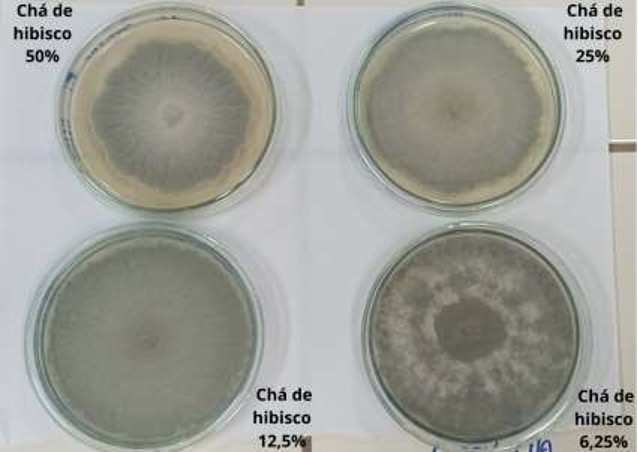 Chá de
hibisco
50%
Chá de
hibisco
25%
Chá de
hibisco
12,5%
Chá de
hibisco
6,25%